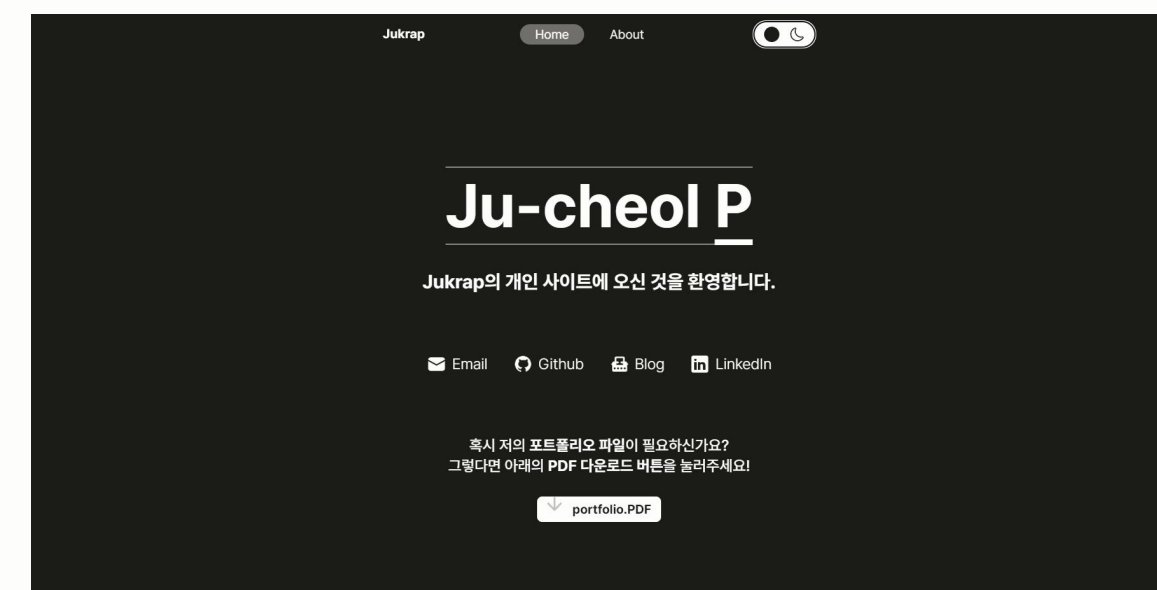 Jukrap Home About
Ju-cheol P
Jukrap의 개인 사이트에 오신 것을 환영합니다.
Email Github Blog LinkedIn
혹시 저의 포트폴리오 파일이 필요하신가요?
그렇다면 아래의 PDF 다운로드 버튼을 눌러주세요!
portfolio.PDF